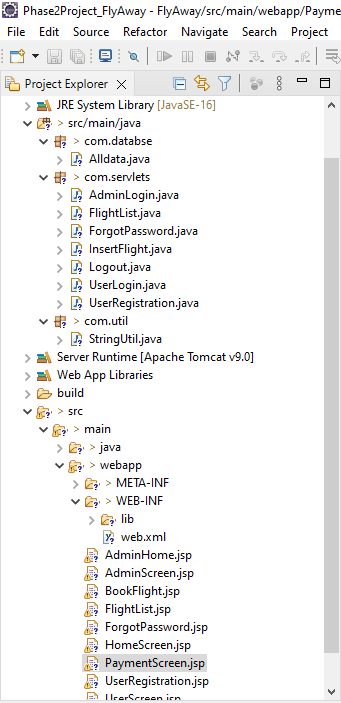 Phase2Project_FlyAway - FlyAway/src/main/webapp/Payme
File Edit Source Refactor Navigate Search Project
Project Explorer
JRE System Library [JavaSE-16]
> src/main/java
> com.databse
> Alldata.java
> com.servlets
> AdminLogin.java
> FlightList.java
> ForgotPassword.java
> InsertFlight.java
> Logout.java
> UserLogin.java
> UserRegistration.java
> com.util
> StringUtil.java
Server Runtime [Apache Tomcat v9.0]
Web App Libraries
build
> src
> main
> java
> webapp
> META-INF
> WEB-INF
> lib
web.xml
AdminHome.jsp
AdminScreen.jsp
BookFlight.jsp
FlightList.jsp
ForgotPassword.jsp
HomeScreen.jsp
PaymentScreen.jsp
UserRegistration.jsp
UserScreen.jsp